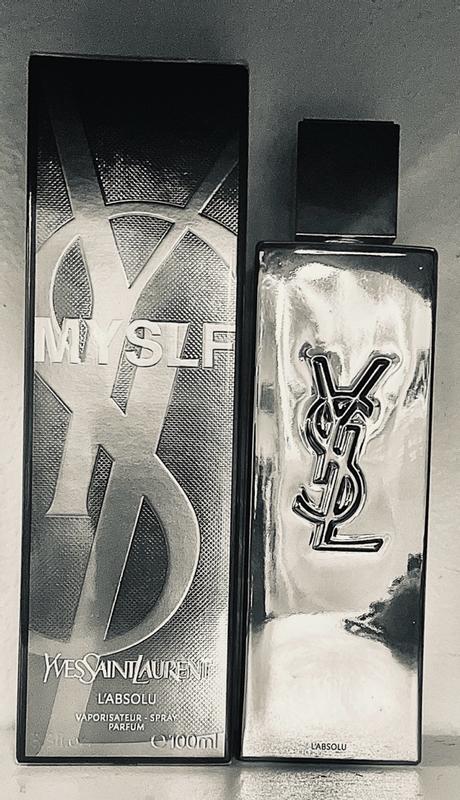 MYSLF
YVESSAINTLAURENT
L'ABSOLU
VAPORISATEUR - SPRAY
PARFUM
e 100ml
YSL
L'ABSOLU